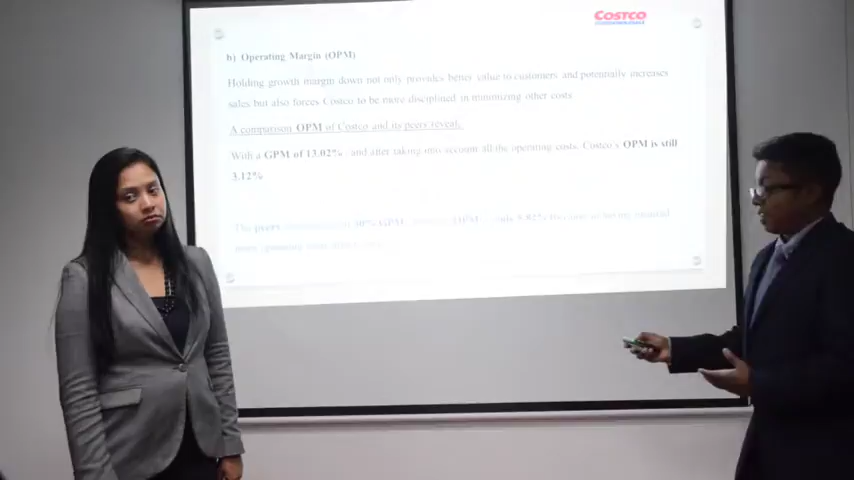 COSTCO
WHOLESALE
b) Operating Margin (OPM)
Holding growth margin down not only provides better value to customers and potentially increases
sales but also forces Costco to be more disciplined in minimizing other costs
A comparison OPM of Costco and its peers reveal,
With a GPM of 13.02% and after taking into account all the operating costs. Costco's OPM is still
3.12%
The peers